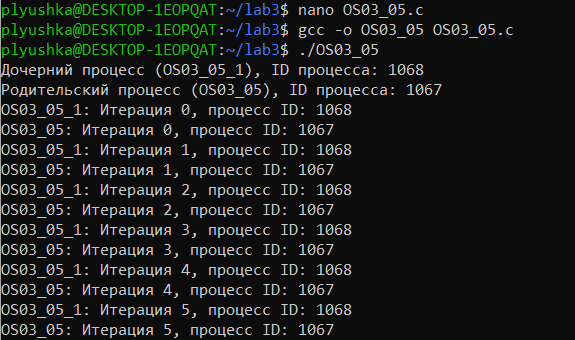 plyushka@DESKTOP-1EOPQAT:~/lab3$ nano OS03_05.c
plyushka@DESKTOP-1EOPQAT:~/lab3$ gcc -o OS03_05 OS03_05.c
plyushka@DESKTOP-1EOPQAT:~/lab3$ ./OS03_05
Дочерний процесс (OS03_05_1), ID процесса: 1068
Родительский процесс (OS03_05), ID процесса: 1067
OS03_05_1: Итерация 0, процесс ID: 1068
OS03_05: Итерация 0, процесс ID: 1067
OS03_05_1: Итерация 1, процесс ID: 1068
OS03_05: Итерация 1, процесс ID: 1067
OS03_05_1: Итерация 2, процесс ID: 1068
OS03_05: Итерация 2, процесс ID: 1067
OS03_05_1: Итерация 3, процесс ID: 1068
OS03_05: Итерация 3, процесс ID: 1067
OS03_05_1: Итерация 4, процесс ID: 1068
OS03_05: Итерация 4, процесс ID: 1067
OS03_05_1: Итерация 5, процесс ID: 1068
OS03_05: Итерация 5, процесс ID: 1067